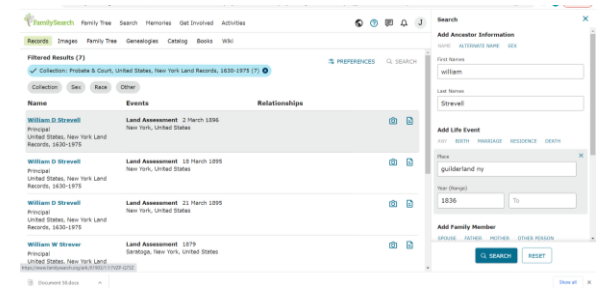 FamilySearch Family Tree Search Memories Get Involved Activities J
Records Images Family Tree Genealogies Catalog Books Wiki
Filtered Results (7) PREFERENCES SEARCH
Collection: Probate & Court, United States, New York Land Records, 1630-1975 (7)
Collection Sex Race Other
Name Events Relationships
William D Strevell Land Assessment 2 March 1896
Principal New York, United States
United States, New York Land
Records, 1630-1975
William D Strevell Land Assessment 18 March 1895
Principal New York, United States
United States, New York Land
Records, 1630-1975
William D Strevell Land Assessment 21 March 1895
Principal New York, United States
United States, New York Land
Records, 1630-1975
William W Strever Land Assessment 1879
Principal Saratoga, New York, United States
United States, New York Land
Document 10.docx
Search
Add Ancestor Information
NAME ALTERNATE NAME SEX
First Names
william
Last Names
Strevell
Add Life Event
ANY BIRTH MARRIAGE RESIDENCE DEATH
Place
guilderland ny
Year (Range)
1836 To
Add Family Member
SPOUSE FATHER MOTHER OTHER PERSON
SEARCH RESET
Show all